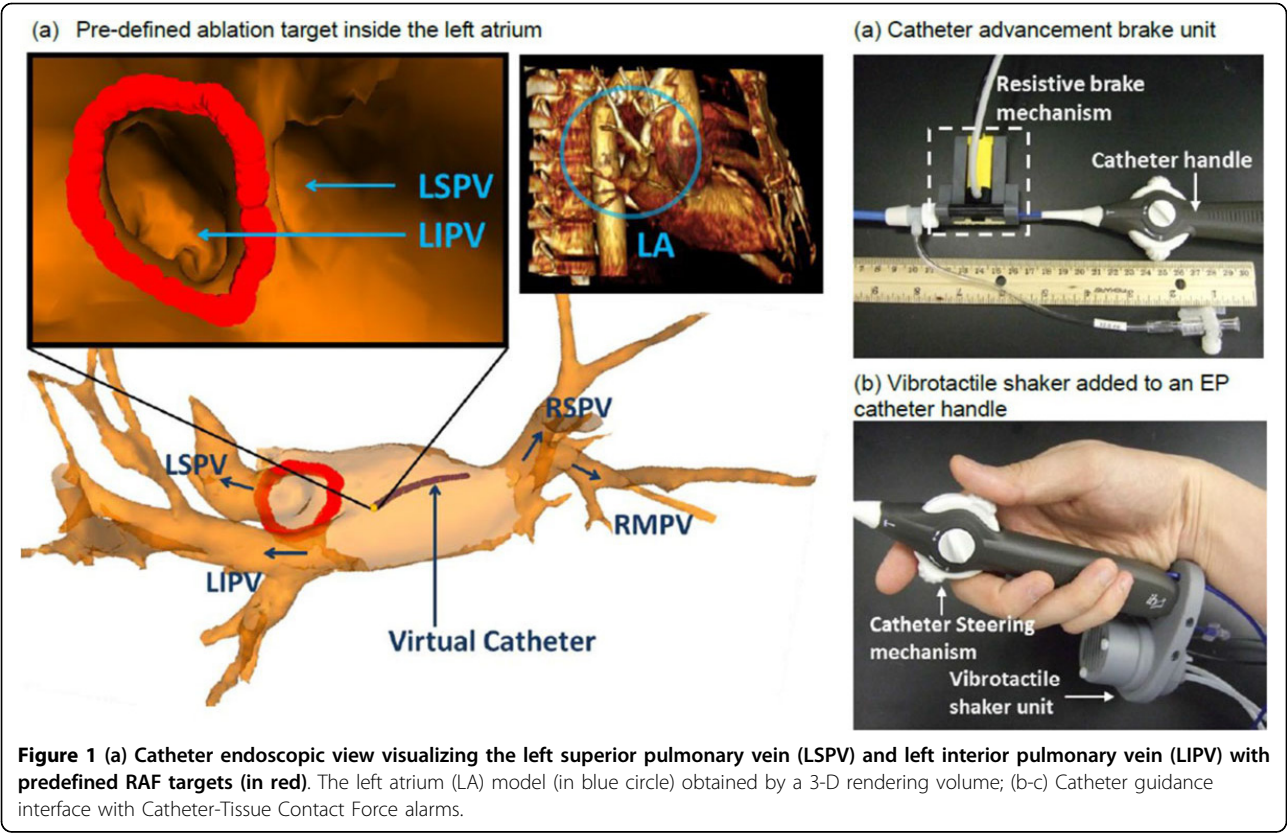 (a) Pre-defined ablation target inside the left atrium
LSPV
LIPV
LA
LSPV
LIPV
RSPV
RMPV
Virtual Catheter
(a) Catheter advancement brake unit
Resistive brake
mechanism
Catheter handle
(b) Vibrotactile shaker added to an EP
catheter handle
Catheter Steering
mechanism
Vibrotactile
shaker unit
Figure 1 (a) Catheter endoscopic view visualizing the left superior pulmonary vein (LSPV) and left interior pulmonary vein (LIPV) with
predefined RAF targets (in red). The left atrium (LA) model (in blue circle) obtained by a 3-D rendering volume; (b-c) Catheter guidance
interface with Catheter-Tissue Contact Force alarms.